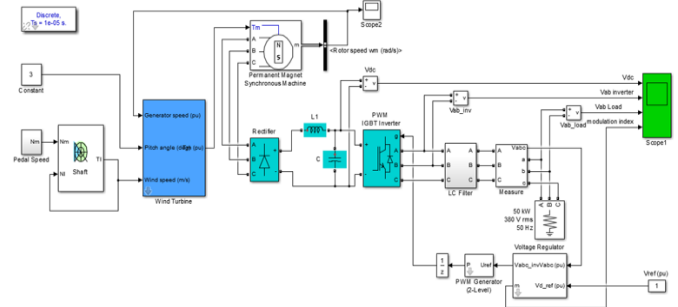 Discrete,
Ts = 1e-05 s.
Scope2
Tm
A
B
C
m
N
S
<Rotor speed wm (rad/s)>
Permanent Magnet
Synchronous Machine
3
Constant
Vdc
Vdc
Generator speed (pu)
Pitch angle (deg) (pu)
Wind speed (m/s)
Wind Turbine
Nm
Pedal Speed
Nm
Tl
Nl
Shaft
Rectifier
A
B
C
+
-
L1
C
PWM
IGBT Inverter
g
A
B
C
+
-
Vab_inv
Vab inverter
Vab Load
Vab_load
modulation index
Scope1
LC Filter
Vabc
a
b
c
Measure
A B C
50 kW
380 V rms
50 Hz
Voltage Regulator
Vabc_inv
Vabc (pu)
m
Vd_ref (pu)
Vref (pu)
1
Uref
P
PWM Generator
(2-Level)
1
z